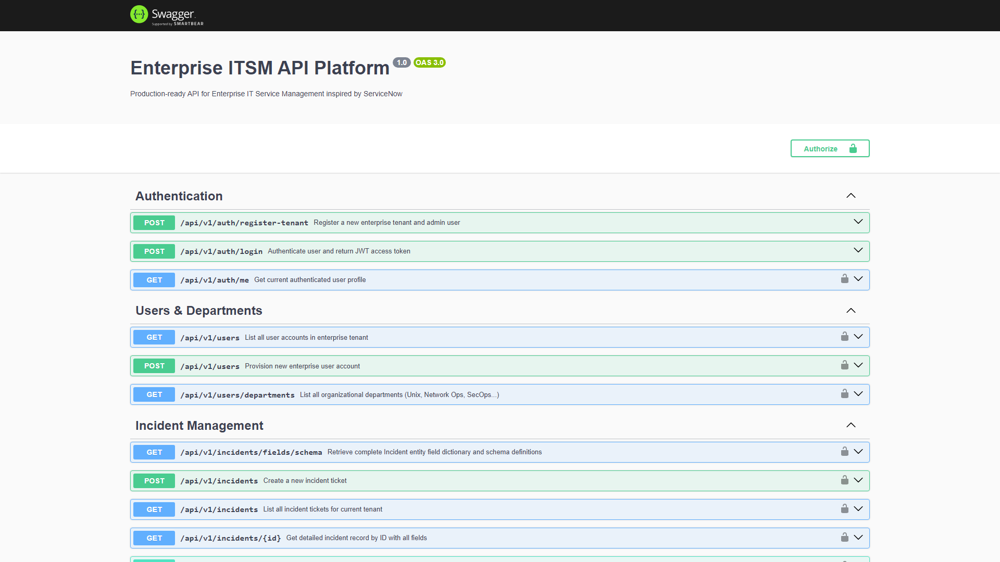 Swagger
Supported by SMARTBEAR
Enterprise ITSM API Platform 1.0 OAS 3.0
Production-ready API for Enterprise IT Service Management inspired by ServiceNow
Authorize
Authentication
POST /api/v1/auth/register-tenant Register a new enterprise tenant and admin user
POST /api/v1/auth/login Authenticate user and return JWT access token
GET /api/v1/auth/me Get current authenticated user profile
Users & Departments
GET /api/v1/users List all user accounts in enterprise tenant
POST /api/v1/users Provision new enterprise user account
GET /api/v1/users/departments List all organizational departments (Unix, Network Ops, SecOps...)
Incident Management
GET /api/v1/incidents/fields/schema Retrieve complete Incident entity field dictionary and schema definitions
POST /api/v1/incidents Create a new incident ticket
GET /api/v1/incidents List all incident tickets for current tenant
GET /api/v1/incidents/{id} Get detailed incident record by ID with all fields